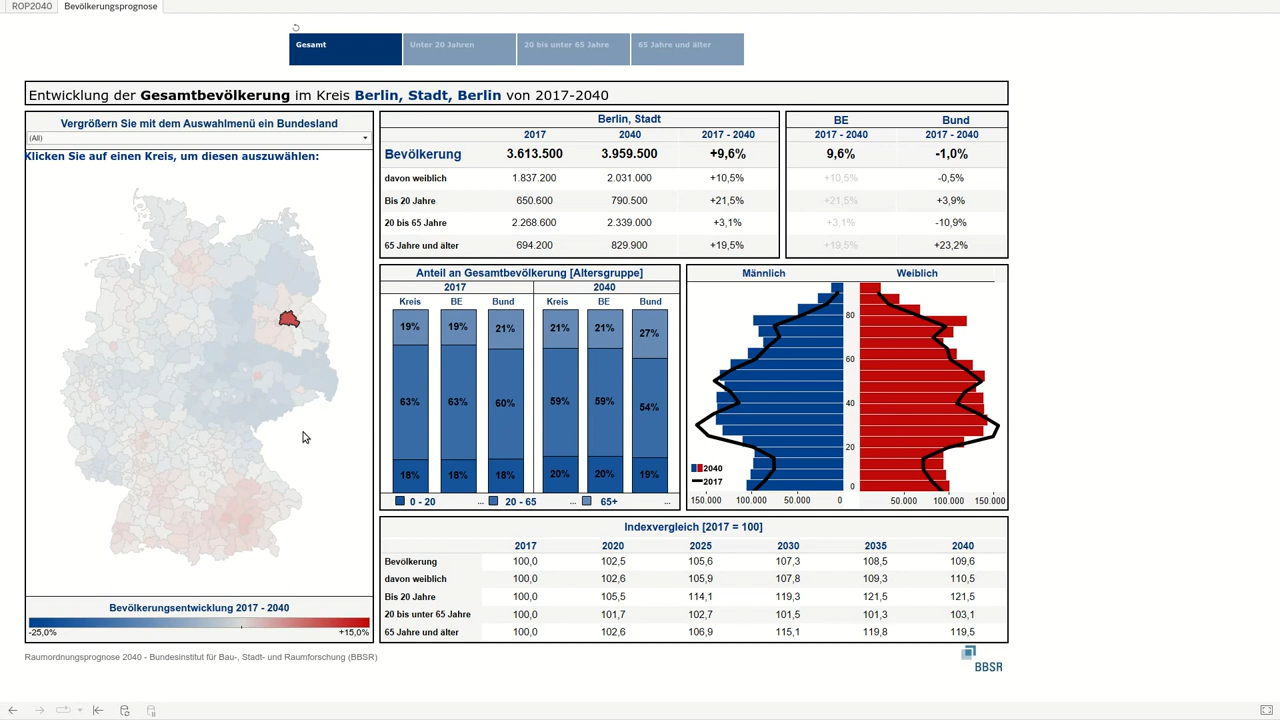 ROP2040 Bevölkerungsprognose
Gesamt Unter 20 Jahren 20 bis unter 65 Jahre 65 Jahre und älter
Entwicklung der Gesamtbevölkerung im Kreis Berlin, Stadt, Berlin von 2017-2040
Vergrößern Sie mit dem Auswahlmenü ein Bundesland
(All)
Klicken Sie auf einen Kreis, um diesen auszuwählen:
Bevölkerungsentwicklung 2017 - 2040
-25,0% +15,0%
Berlin, Stadt BE Bund
2017 2040 2017 - 2040 2017 - 2040 2017 - 2040
Bevölkerung 3.613.500 3.959.500 +9,6% 9,6% -1,0%
davon weiblich 1.837.200 2.031.000 +10,5% +10,5% -0,5%
Bis 20 Jahre 650.600 790.500 +21,5% +21,5% +3,9%
20 bis 65 Jahre 2.268.600 2.339.000 +3,1% +3,1% -10,9%
65 Jahre und älter 694.200 829.900 +19,5% +19,5% +23,2%
Anteil an Gesamtbevölkerung [Altersgruppe]
2017 2040
Kreis BE Bund Kreis BE Bund
19% 19% 21% 21% 21% 27%
63% 63% 60% 59% 59% 54%
18% 18% 18% 20% 20% 19%
0 - 20 ... 20 - 65 ... 65+ ...
Männlich Weiblich
80
60
40
20
0
2040
2017
150.000 100.000 50.000 0 50.000 100.000 150.000
Indexvergleich [2017 = 100]
2017 2020 2025 2030 2035 2040
Bevölkerung 100,0 102,5 105,6 107,3 108,5 109,6
davon weiblich 100,0 102,6 105,9 107,8 109,3 110,5
Bis 20 Jahre 100,0 105,5 114,1 119,3 121,5 121,5
20 bis unter 65 Jahre 100,0 101,7 102,7 101,5 101,3 103,1
65 Jahre und älter 100,0 102,6 106,9 115,1 119,8 119,5
Raumordnungsprognose 2040 - Bundesinstitut für Bau-, Stadt- und Raumforschung (BBSR)
BBSR